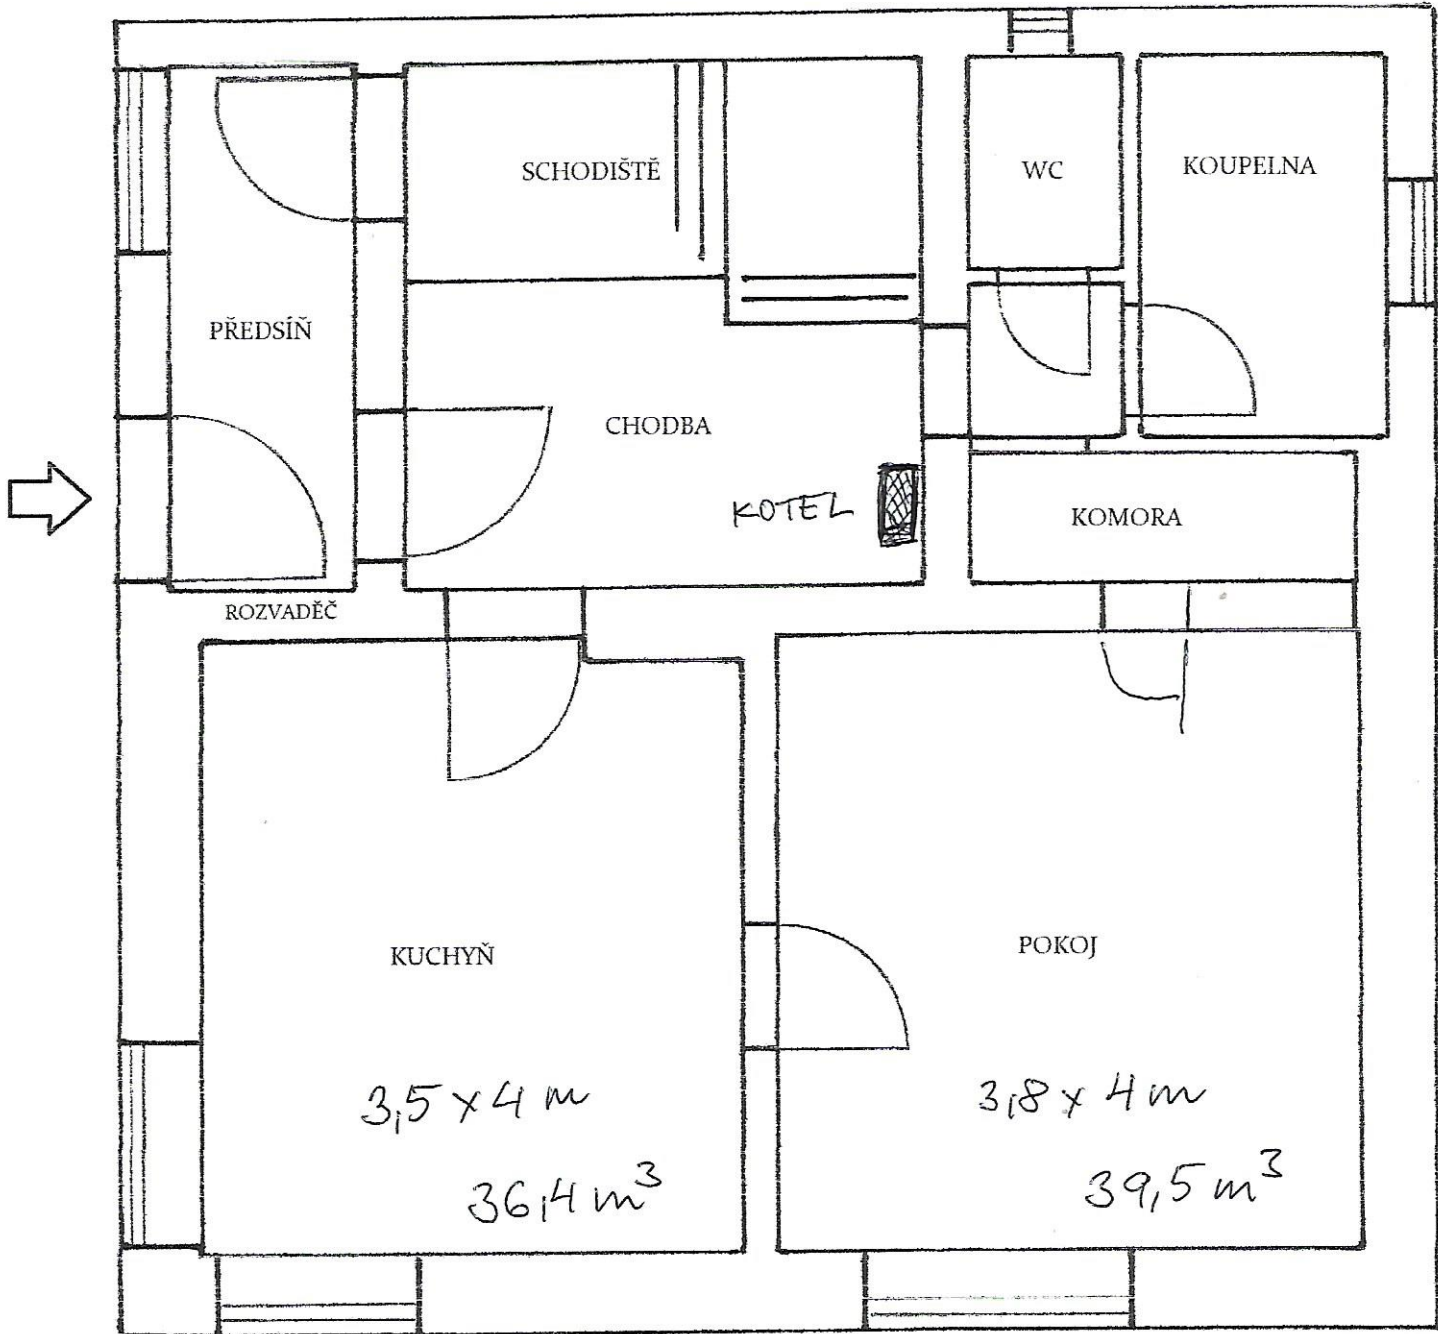 SCHODIŠTĚ
WC
KOUPELNA
PŘEDSÍŇ
CHODBA
KOTEL
KOMORA
ROZVADĚČ
KUCHYŇ
POKOJ
3,5 x 4 m
36,4 m³
3,8 x 4 m
39,5 m³